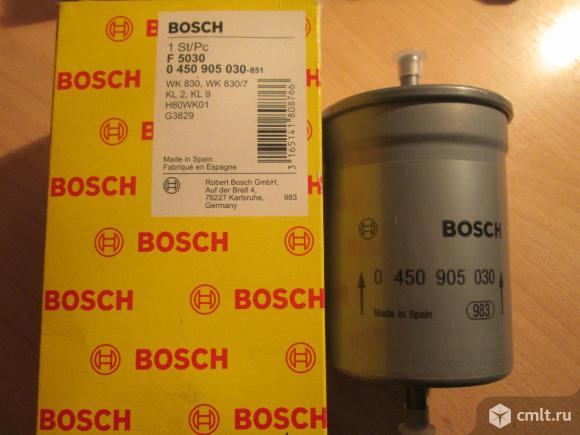 BOSCH
1 St/Pc
F 5030
0 450 905 030-851
WK 830, WK 830/7
KL 2, KL 9
H80WK01
G3829
3165141808766
Made in Spain
Fabriqué en Espagne
Robert Bosch GmbH,
Auf der Breit 4,
76227 Karlsruhe, 983
Germany
BOSCH
BOSCH
BOSCH
BOSCH
BOSCH
BOSCH
BOSCH
BOSCH
BOSCH
0 450 905 030
Made in Spain 983
cmlt.ru